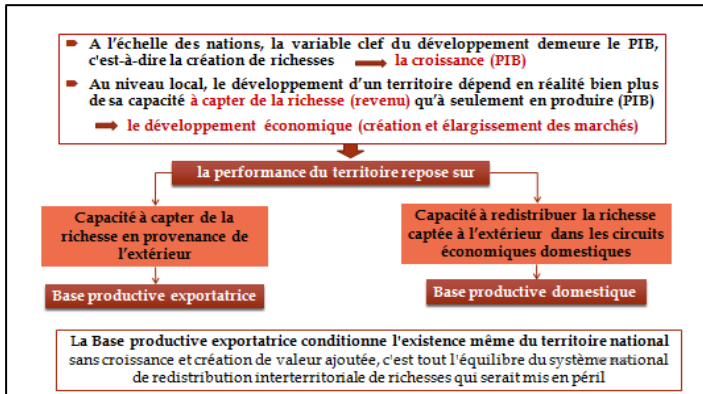 A l'échelle des nations, la variable clef du développement demeure le PIB,
c'est-à-dire la création de richesses la croissance (PIB)
Au niveau local, le développement d'un territoire dépend en réalité bien plus
de sa capacité à capter de la richesse (revenu) qu'à seulement en produire (PIB)
le développement économique (création et élargissement des marchés)
la performance du territoire repose sur
Capacité à capter de la
richesse en provenance de
l'extérieur
Capacité à redistribuer la richesse
captée à l'extérieur dans les circuits
économiques domestiques
Base productive exportatrice
Base productive domestique
La Base productive exportatrice conditionne l'existence même du territoire national
sans croissance et création de valeur ajoutée, c'est tout l'équilibre du système national
de redistribution interterritoriale de richesses qui serait mis en péril